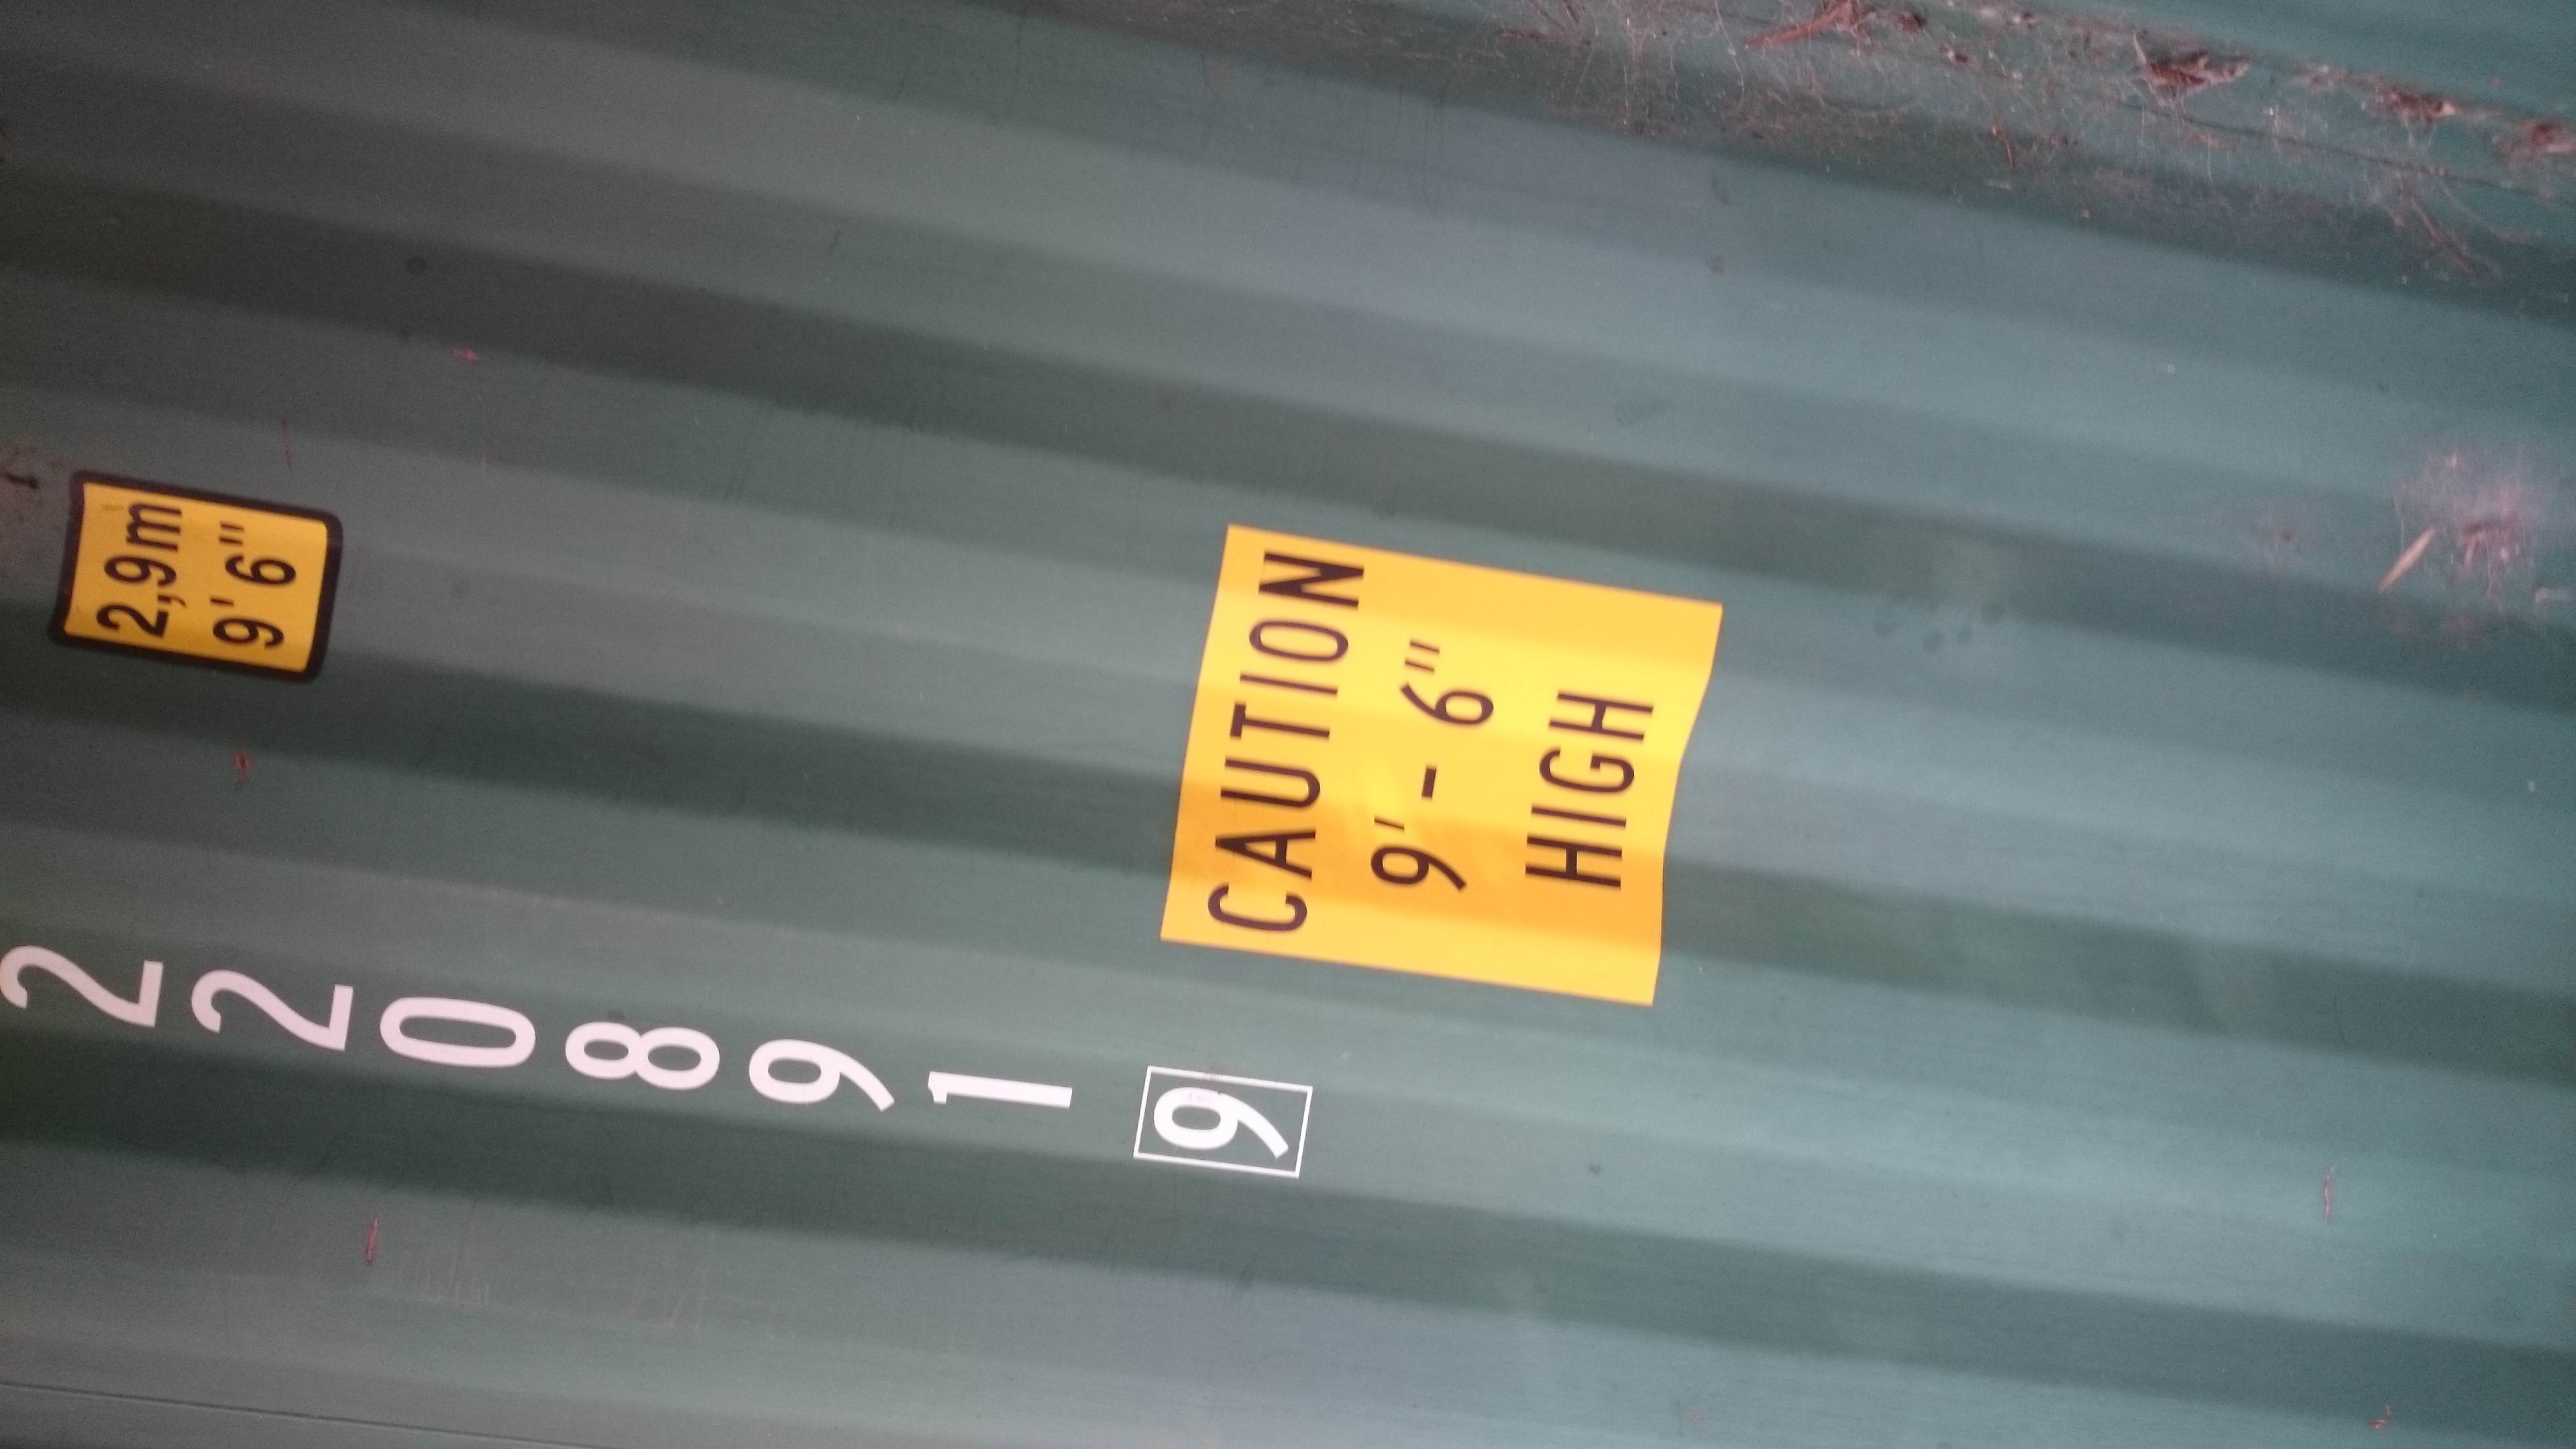 2,9m
9' 6"
220891 9
CAUTION
9' - 6"
HIGH